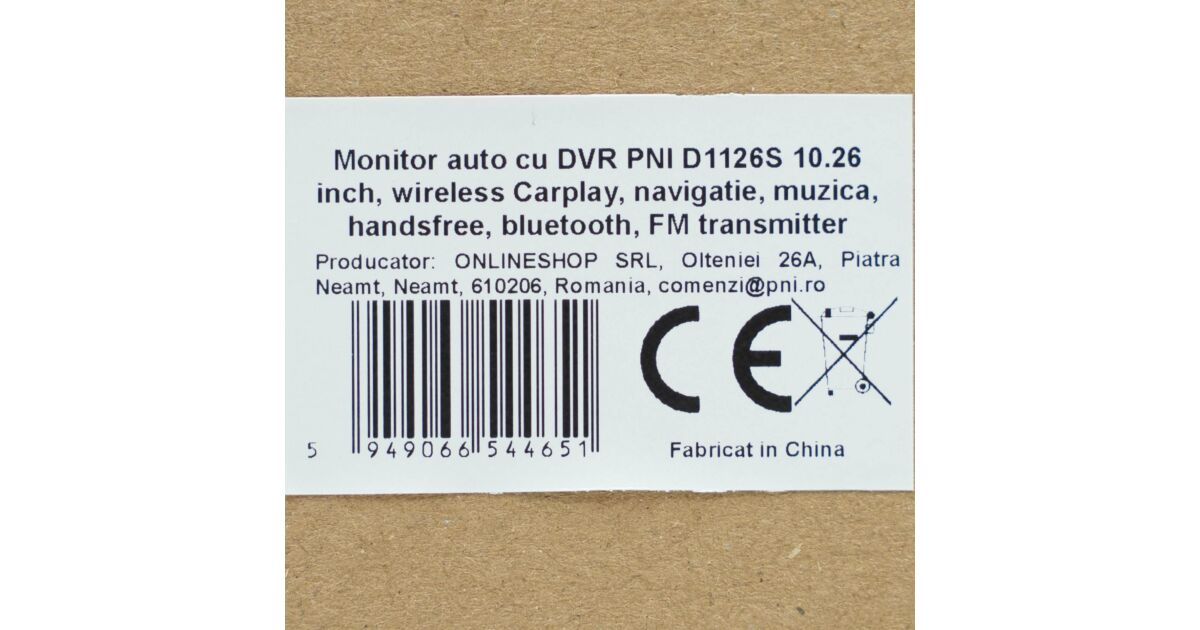 Monitor auto cu DVR PNI D1126S 10.26
inch, wireless Carplay, navigatie, muzica,
handsfree, bluetooth, FM transmitter
Producator: ONLINESHOP SRL, Olteniei 26A, Piatra
Neamt, Neamt, 610206, Romania, comenzi@pni.ro
CE
5 949066 544651
Fabricat in China